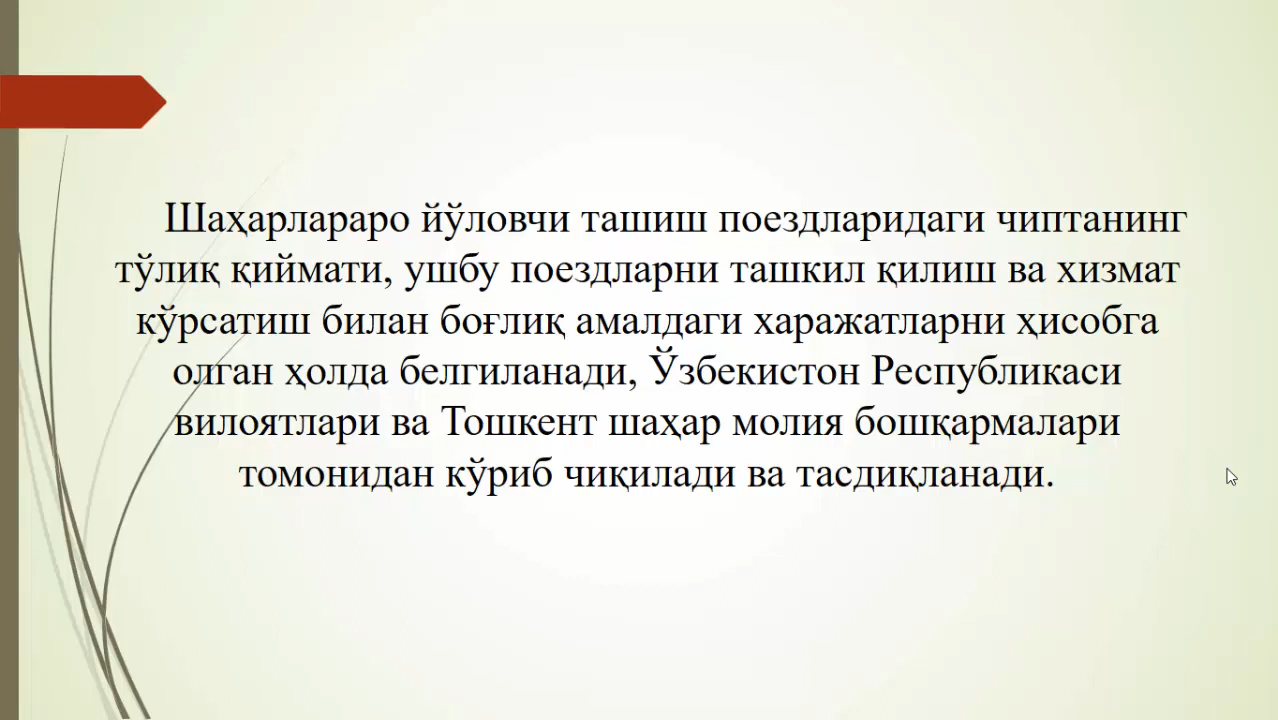 Шаҳарлараро йўловчи ташиш поездларидаги чиптанинг
тўлиқ қиймати, ушбу поездларни ташкил қилиш ва хизмат
кўрсатиш билан боғлиқ амалдаги харажатларни ҳисобга
олган ҳолда белгиланади, Ўзбекистон Республикаси
вилоятлари ва Тошкент шаҳар молия бошқармалари
томонидан кўриб чиқилади ва тасдиқланади.